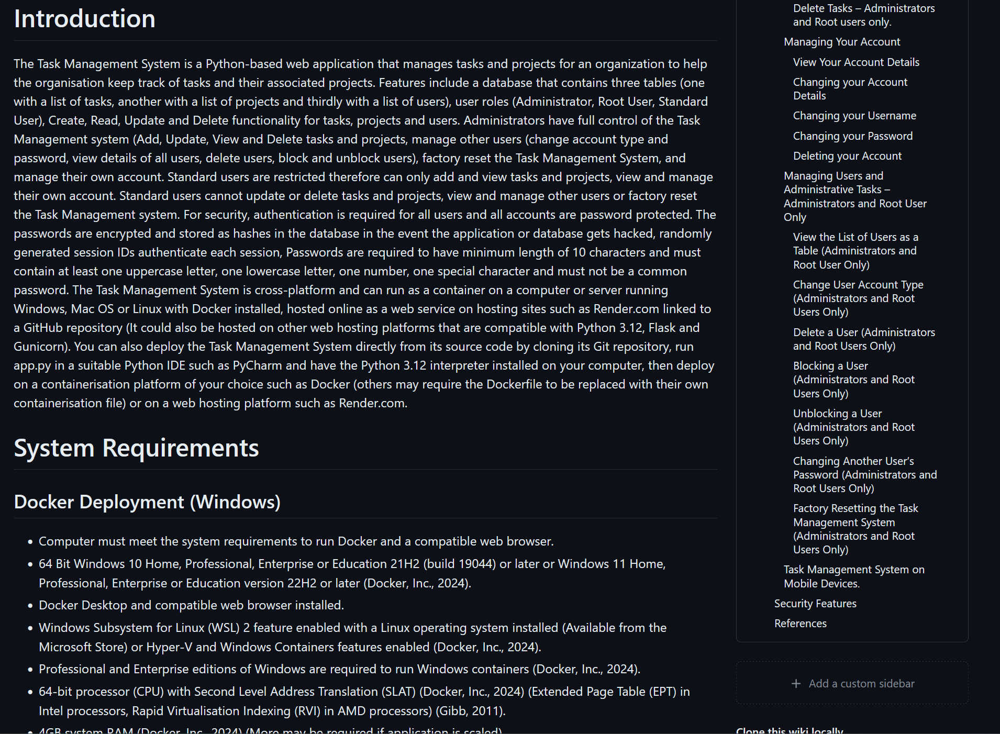 Introduction
The Task Management System is a Python-based web application that manages tasks and projects for an organization to help
the organisation keep track of tasks and their associated projects. Features include a database that contains three tables (one
with a list of tasks, another with a list of projects and thirdly with a list of users), user roles (Administrator, Root User, Standard
User), Create, Read, Update and Delete functionality for tasks, projects and users. Administrators have full control of the Task
Management system (Add, Update, View and Delete tasks and projects, manage other users (change account type and
password, view details of all users, delete users, block and unblock users), factory reset the Task Management System, and
manage their own account. Standard users are restricted therefore can only add and view tasks and projects, view and manage
their own account. Standard users cannot update or delete tasks and projects, view and manage other users or factory reset
the Task Management system. For security, authentication is required for all users and all accounts are password protected. The
passwords are encrypted and stored as hashes in the database in the event the application or database gets hacked, randomly
generated session IDs authenticate each session, Passwords are required to have minimum length of 10 characters and must
contain at least one uppercase letter, one lowercase letter, one number, one special character and must not be a common
password. The Task Management System is cross-platform and can run as a container on a computer or server running
Windows, Mac OS or Linux with Docker installed, hosted online as a web service on hosting sites such as Render.com linked to
a GitHub repository (It could also be hosted on other web hosting platforms that are compatible with Python 3.12, Flask and
Gunicorn). You can also deploy the Task Management System directly from its source code by cloning its Git repository, run
app.py in a suitable Python IDE such as PyCharm and have the Python 3.12 interpreter installed on your computer, then deploy
on a containerisation platform of your choice such as Docker (others may require the Dockerfile to be replaced with their own
containerisation file) or on a web hosting platform such as Render.com.
System Requirements
Docker Deployment (Windows)
• Computer must meet the system requirements to run Docker and a compatible web browser.
• 64 Bit Windows 10 Home, Professional, Enterprise or Education 21H2 (build 19044) or later or Windows 11 Home,
Professional, Enterprise or Education version 22H2 or later (Docker, Inc., 2024).
• Docker Desktop and compatible web browser installed.
• Windows Subsystem for Linux (WSL) 2 feature enabled with a Linux operating system installed (Available from the
Microsoft Store) or Hyper-V and Windows Containers features enabled (Docker, Inc., 2024).
• Professional and Enterprise editions of Windows are required to run Windows containers (Docker, Inc., 2024).
• 64-bit processor (CPU) with Second Level Address Translation (SLAT) (Docker, Inc., 2024) (Extended Page Table (EPT) in
Intel processors, Rapid Virtualisation Indexing (RVI) in AMD processors) (Gibb, 2011).
• 4GB system RAM (Docker, Inc., 2024) (More may be required if application is scaled)
Delete Tasks – Administrators
and Root users only.
Managing Your Account
View Your Account Details
Changing your Account
Details
Changing your Username
Changing your Password
Deleting your Account
Managing Users and
Administrative Tasks –
Administrators and Root User
Only
View the List of Users as a
Table (Administrators and
Root User Only)
Change User Account Type
(Administrators and Root
Users Only)
Delete a User (Administrators
and Root Users Only)
Blocking a User
(Administrators and Root
Users Only)
Unblocking a User
(Administrators and Root
Users Only)
Changing Another User’s
Password (Administrators and
Root Users Only)
Factory Resetting the Task
Management System
(Administrators and Root
Users Only)
Task Management System on
Mobile Devices.
Security Features
References
+ Add a custom sidebar
Clone this wiki locally